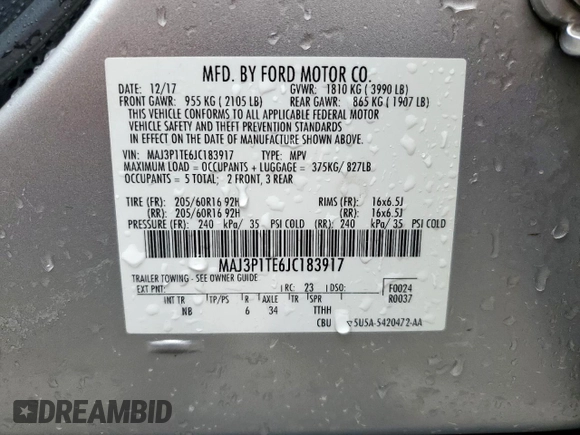 MFD. BY FORD MOTOR CO.
DATE: 12/17 GVWR: 1810 KG ( 3990 LB)
FRONT GAWR: 955 KG ( 2105 LB) REAR GAWR: 865 KG ( 1907 LB)
THIS VEHICLE CONFORMS TO ALL APPLICABLE FEDERAL MOTOR
VEHICLE SAFETY AND THEFT PREVENTION STANDARDS
IN EFFECT ON THE DATE OF MANUFACTURE SHOWN ABOVE.
VIN: MAJ3P1TE6JC183917 TYPE: MPV
MAXIMUM LOAD = OCCUPANTS + LUGGAGE = 375KG/ 827LB
OCCUPANTS = 5 TOTAL: 2 FRONT, 3 REAR
TIRE (FR): 205/60R16 92H RIMS (FR): 16x6.5J
(RR): 205/60R16 92H (RR): 16x6.5J
PRESSURE (FR): 240 kPa/ 35 PSI COLD (RR): 240 kPa/ 35 PSI COLD
MAJ3P1TE6JC183917
TRAILER TOWING - SEE OWNER GUIDE
EXT PNT: RC: 23 DSO: F0024
R0037
INT TR TP/PS R AXLE TR SPR
NB 6 34 TTHH
CBU 5U5A-5420472-AA
DREAMBID